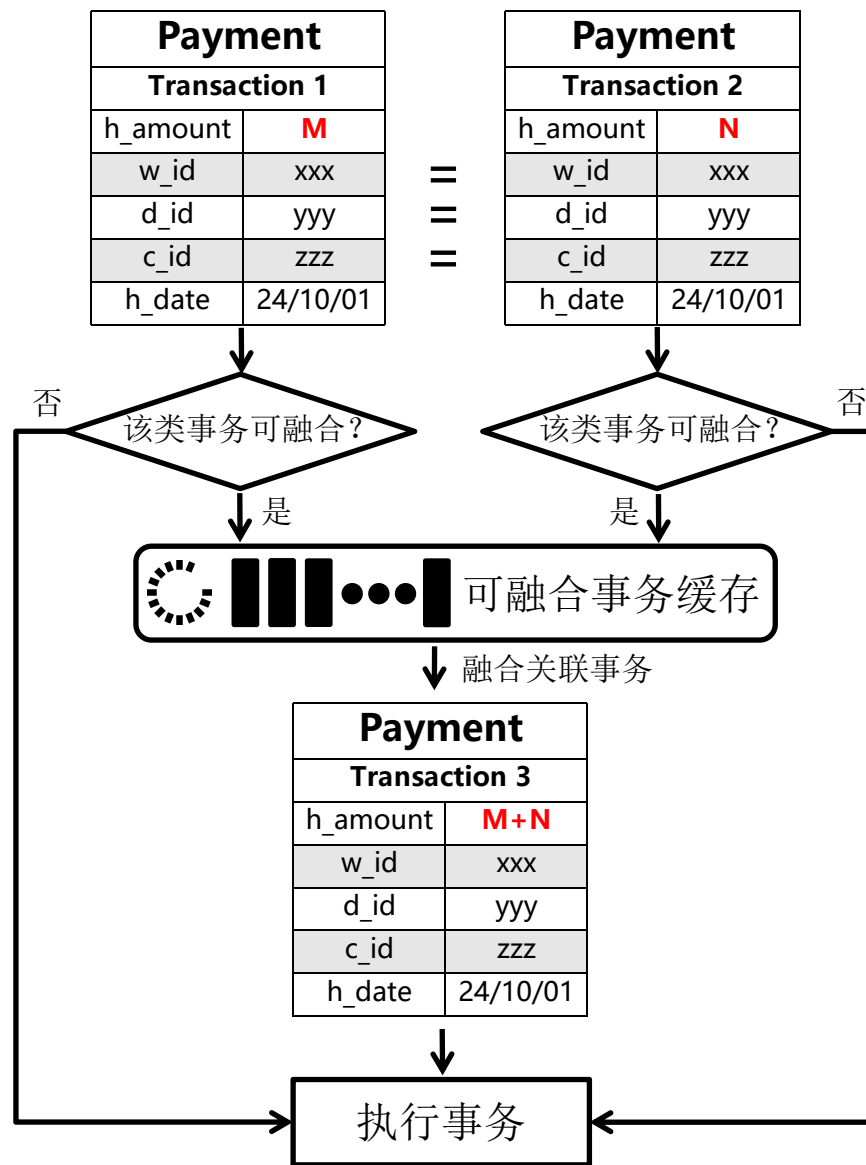 Payment
Transaction 1
h_amount M
w_id xxx
d_id yyy
c_id zzz
h_date 24/10/01
=
=
=
Payment
Transaction 2
h_amount N
w_id xxx
d_id yyy
c_id zzz
h_date 24/10/01
否
该类事务可融合?
是
该类事务可融合?
否
是
可融合事务缓存
融合关联事务
Payment
Transaction 3
h_amount M+N
w_id xxx
d_id yyy
c_id zzz
h_date 24/10/01
执行事务